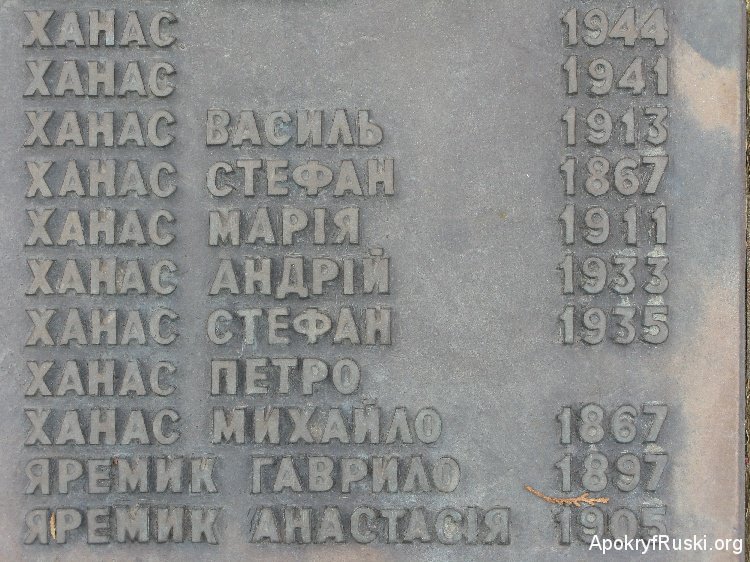 ХАНАС 1944
ХАНАС 1941
ХАНАС ВАСИЛЬ 1913
ХАНАС СТЕФАН 1867
ХАНАС МАРІЯ 1911
ХАНАС АНДРІЙ 1933
ХАНАС СТЕФАН 1935
ХАНАС ПЕТРО
ХАНАС МИХАЙЛО 1867
ЯРЕМИК ГАВРИЛО 1897
ЯРЕМИК АНАСТАСІЯ 1905
ApokryfRuski.org